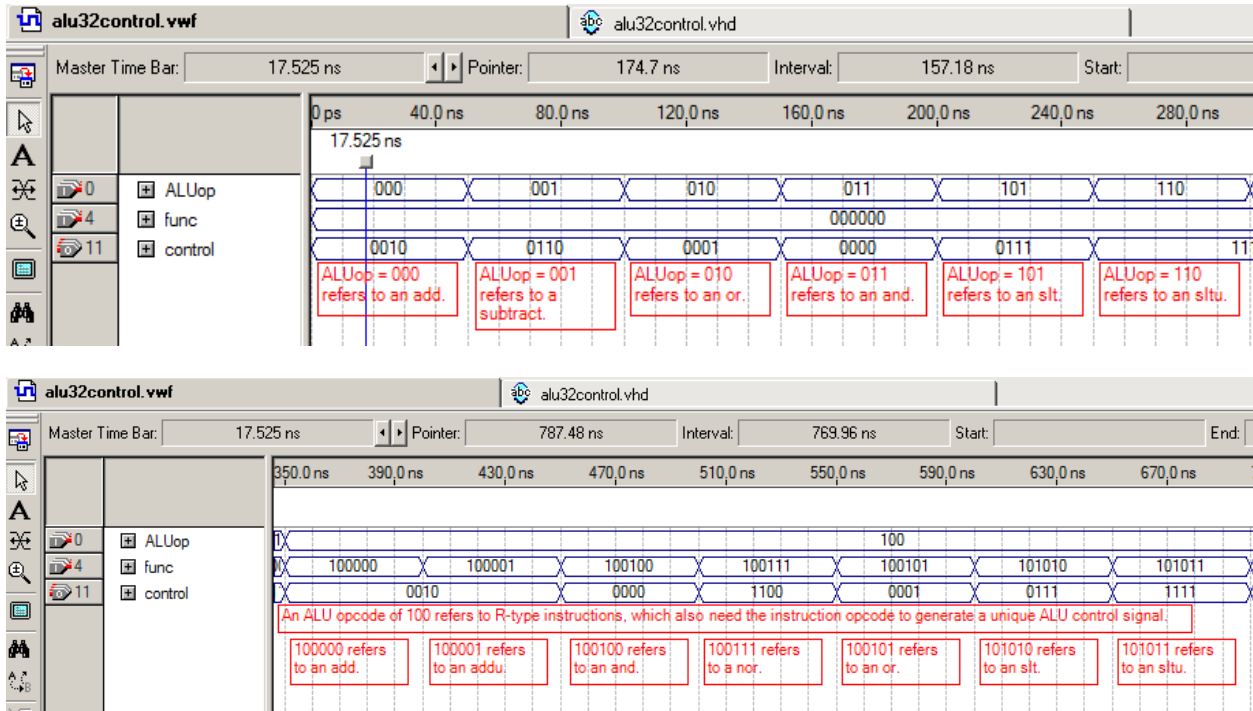 alu32control.vwf
alu32control.vhd
Master Time Bar: 17.525 ns Pointer: 174.7 ns Interval: 157.18 ns Start:
0 ps 40.0 ns 80.0 ns 120.0 ns 160.0 ns 200.0 ns 240.0 ns 280.0 ns
17.525 ns
0 ALUop 000 001 010 011 101 110
4 func 000000
11 control 0010 0110 0001 0000 0111
ALUop = 000
refers to an add.
ALUop = 001
refers to a
subtract.
ALUop = 010
refers to an or.
ALUop = 011
refers to an and.
ALUop = 101
refers to an slt.
ALUop = 110
refers to an sltu.
alu32control.vwf
alu32control.vhd
Master Time Bar: 17.525 ns Pointer: 787.48 ns Interval: 769.96 ns Start: End:
350.0 ns 390.0 ns 430.0 ns 470.0 ns 510.0 ns 550.0 ns 590.0 ns 630.0 ns 670.0 ns
0 ALUop 100
4 func 100000 100001 100100 100111 100101 101010 101011
11 control 0010 0000 1100 0001 0111 1111
An ALU opcode of 100 refers to R-type instructions, which also need the instruction opcode to generate a unique ALU control signal.
100000 refers
to an add.
100001 refers
to an addu.
100100 refers
to an and.
100111 refers
to a nor.
100101 refers
to an or.
101010 refers
to an slt.
101011 refers
to an sltu.